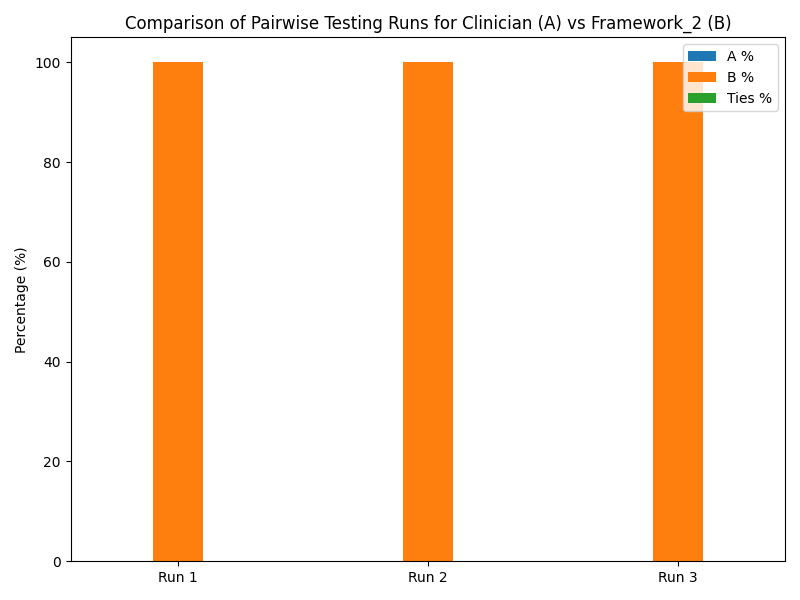 Comparison of Pairwise Testing Runs for Clinician (A) vs Framework_2 (B)
A %
B %
Ties %
Percentage (%)
100
80
60
40
20
0
Run 1
Run 2
Run 3